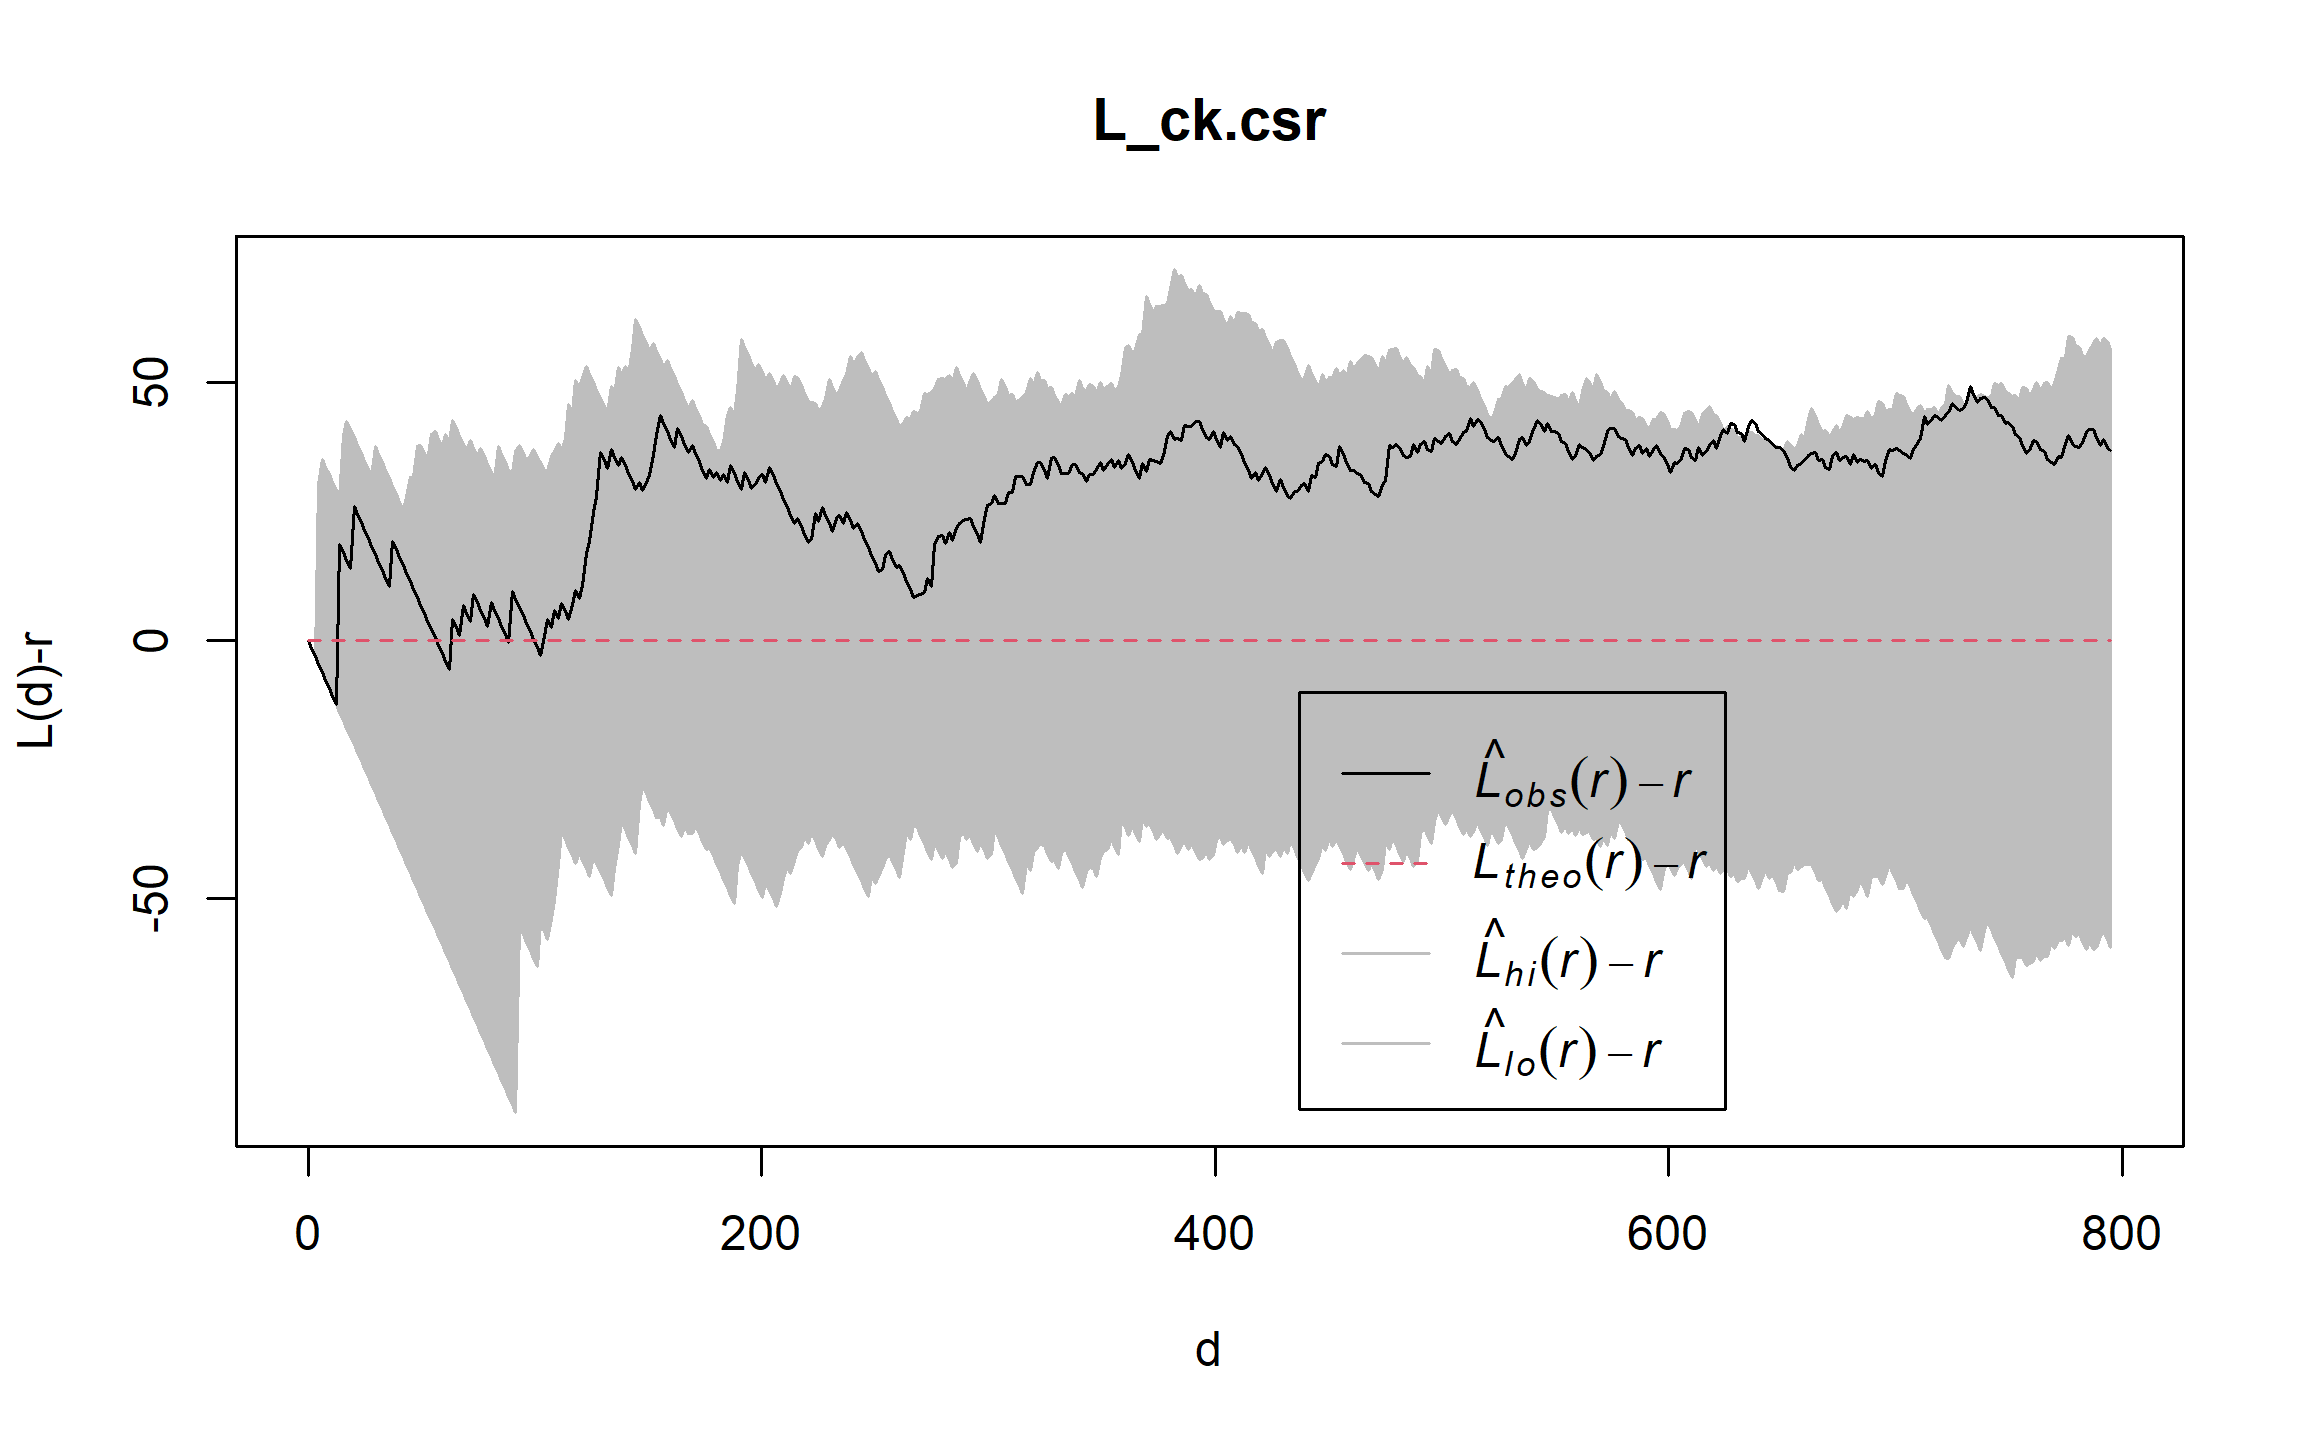 L_ck.csr
L(d)-r
50
0
-50
L̂obs(r) − r
Ltheo(r) − r
L̂hi(r) − r
L̂lo(r) − r
0 200 400 600 800
d